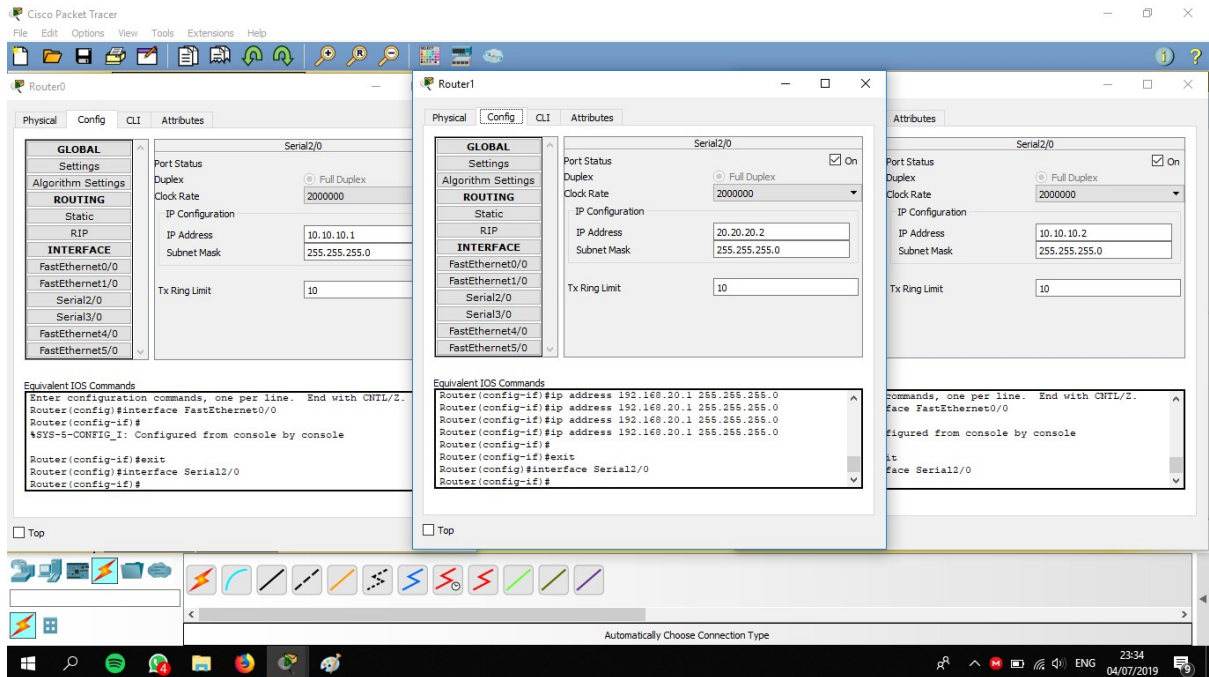 Cisco Packet Tracer
File Edit Options View Tools Extensions Help
Router0
Physical Config CLI Attributes
GLOBAL
Settings
Algorithm Settings
ROUTING
Static
RIP
INTERFACE
FastEthernet0/0
FastEthernet1/0
Serial2/0
Serial3/0
FastEthernet4/0
FastEthernet5/0
Serial2/0
Port Status
Duplex Full Duplex
Clock Rate 2000000
IP Configuration
IP Address 10.10.10.1
Subnet Mask 255.255.255.0
Tx Ring Limit 10
Equivalent IOS Commands
Enter configuration commands, one per line. End with CNTL/Z.
Router(config)#interface FastEthernet0/0
Router(config-if)#
%SYS-5-CONFIG_I: Configured from console by console
Router(config-if)#exit
Router(config)#interface Serial2/0
Router(config-if)#
Top
Router1
Physical Config CLI Attributes
GLOBAL
Settings
Algorithm Settings
ROUTING
Static
RIP
INTERFACE
FastEthernet0/0
FastEthernet1/0
Serial2/0
Serial3/0
FastEthernet4/0
FastEthernet5/0
Serial2/0
Port Status On
Duplex Full Duplex
Clock Rate 2000000
IP Configuration
IP Address 20.20.20.2
Subnet Mask 255.255.255.0
Tx Ring Limit 10
Equivalent IOS Commands
Router(config-if)#ip address 192.168.20.1 255.255.255.0
Router(config-if)#ip address 192.168.20.1 255.255.255.0
Router(config-if)#ip address 192.168.20.1 255.255.255.0
Router(config-if)#ip address 192.168.20.1 255.255.255.0
Router(config-if)#
Router(config-if)#exit
Router(config)#interface Serial2/0
Router(config-if)#
Top
Attributes
Serial2/0
Port Status On
Duplex Full Duplex
Clock Rate 2000000
IP Configuration
IP Address 10.10.10.2
Subnet Mask 255.255.255.0
Tx Ring Limit 10
commands, one per line. End with CNTL/Z.
face FastEthernet0/0
figured from console by console
it
face Serial2/0
Automatically Choose Connection Type
ENG
23:34
04/07/2019